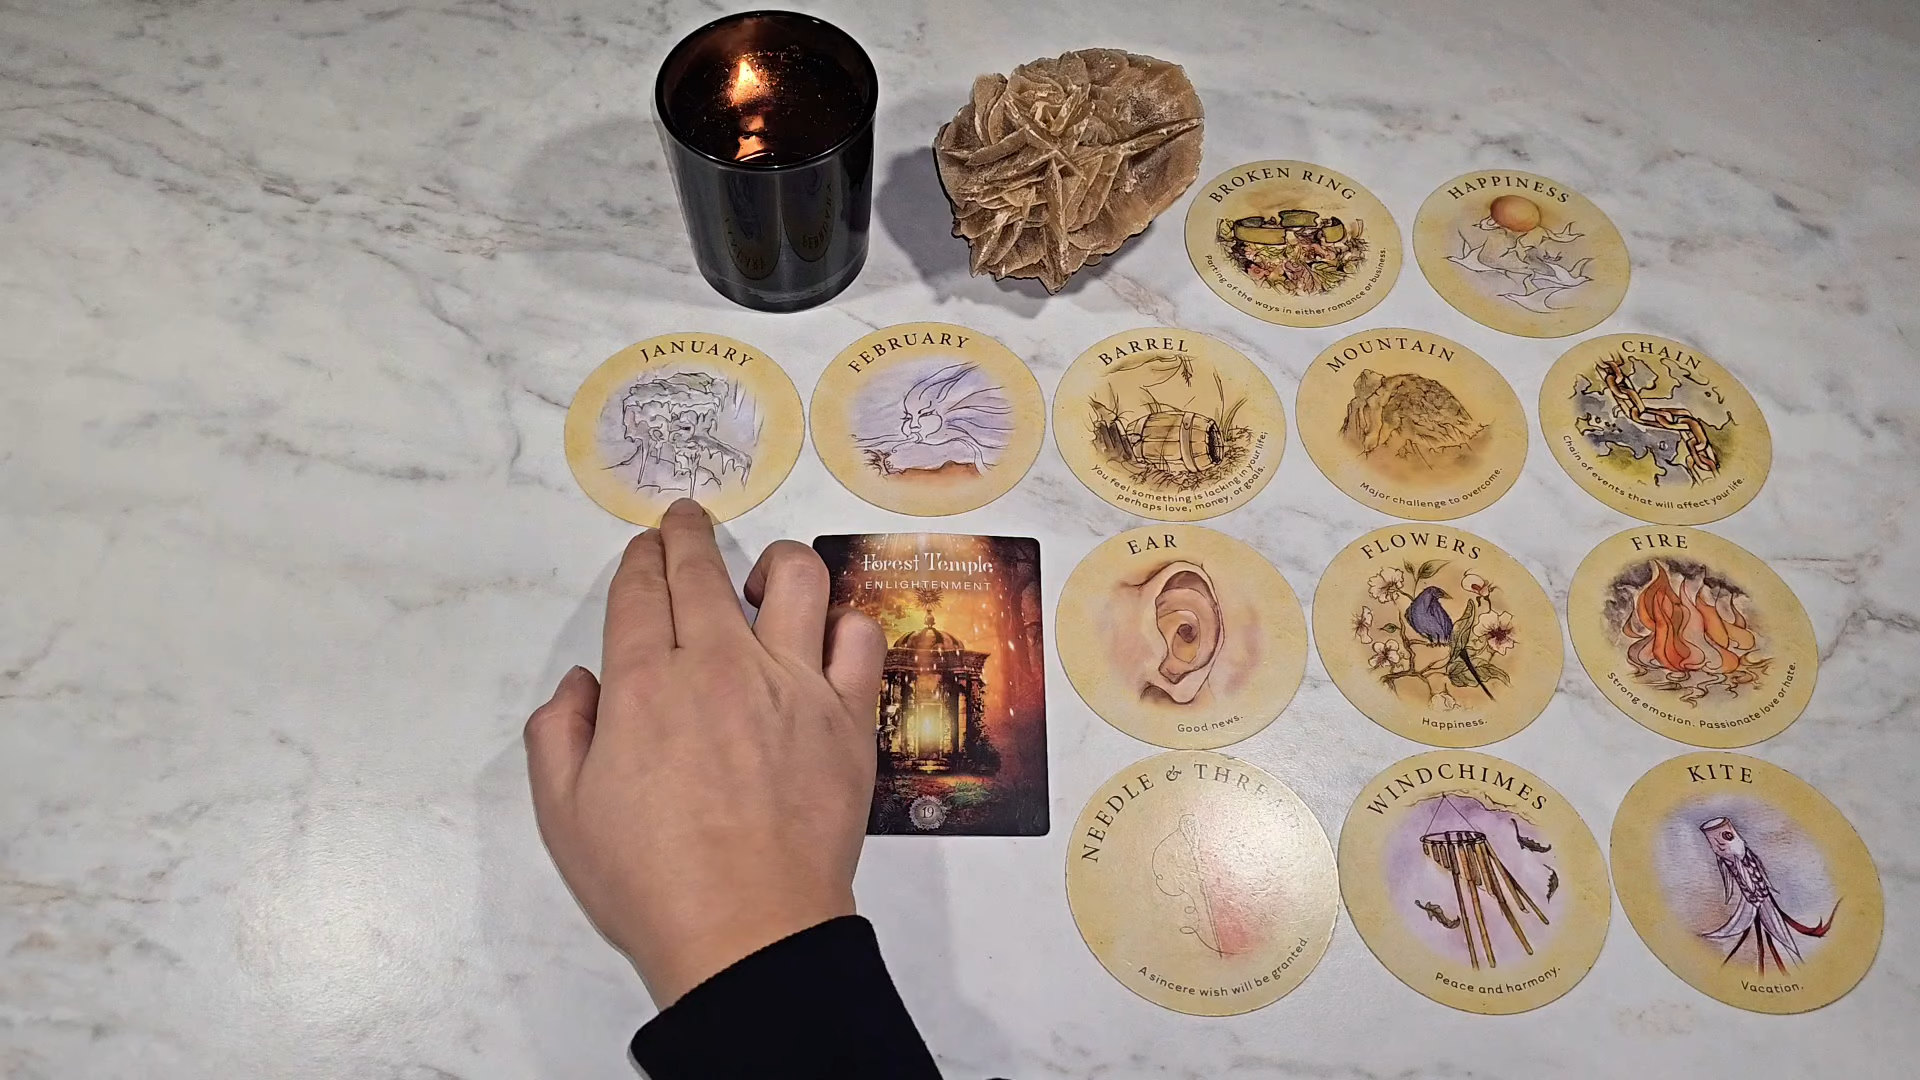 BROKEN RING
Parting of the ways in either romance or business.
HAPPINESS
JANUARY
FEBRUARY
BARREL
You feel something is lacking in your life;
perhaps love, money, or goals.
MOUNTAIN
Major challenge to overcome.
CHAIN
Chain of events that will affect your life.
Forest Temple
ENLIGHTENMENT
19
EAR
Good news.
FLOWERS
Happiness.
FIRE
Strong emotion. Passionate love or hate.
NEEDLE & THREAD
A sincere wish will be granted.
WINDCHIMES
Peace and harmony.
KITE
Vacation.